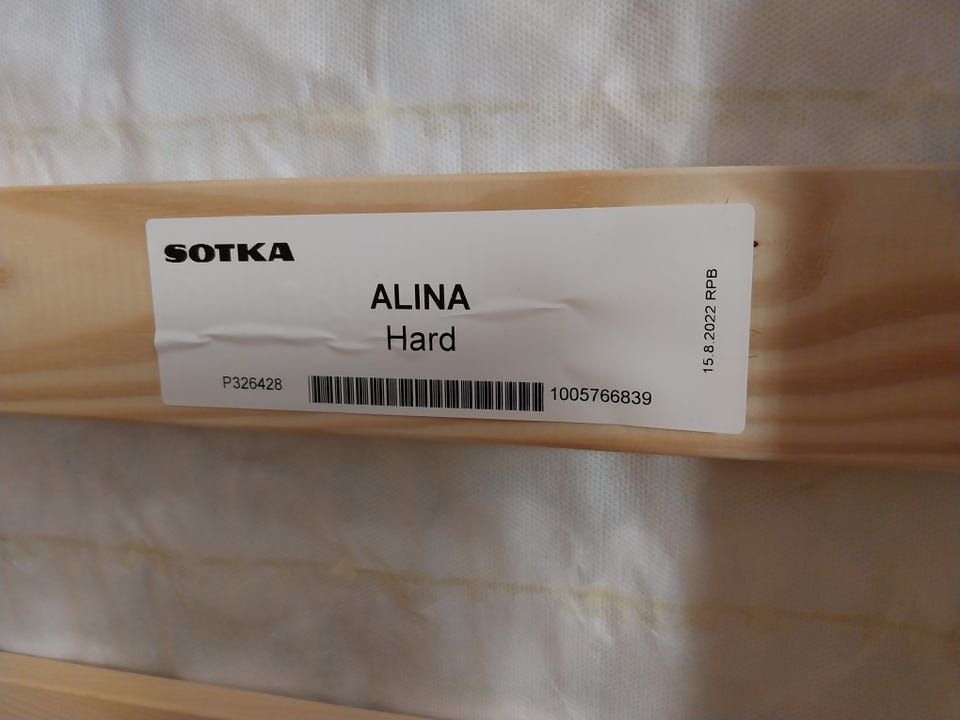 SOTKA
ALINA
Hard
P326428
1005766839
15.8.2022 RPB